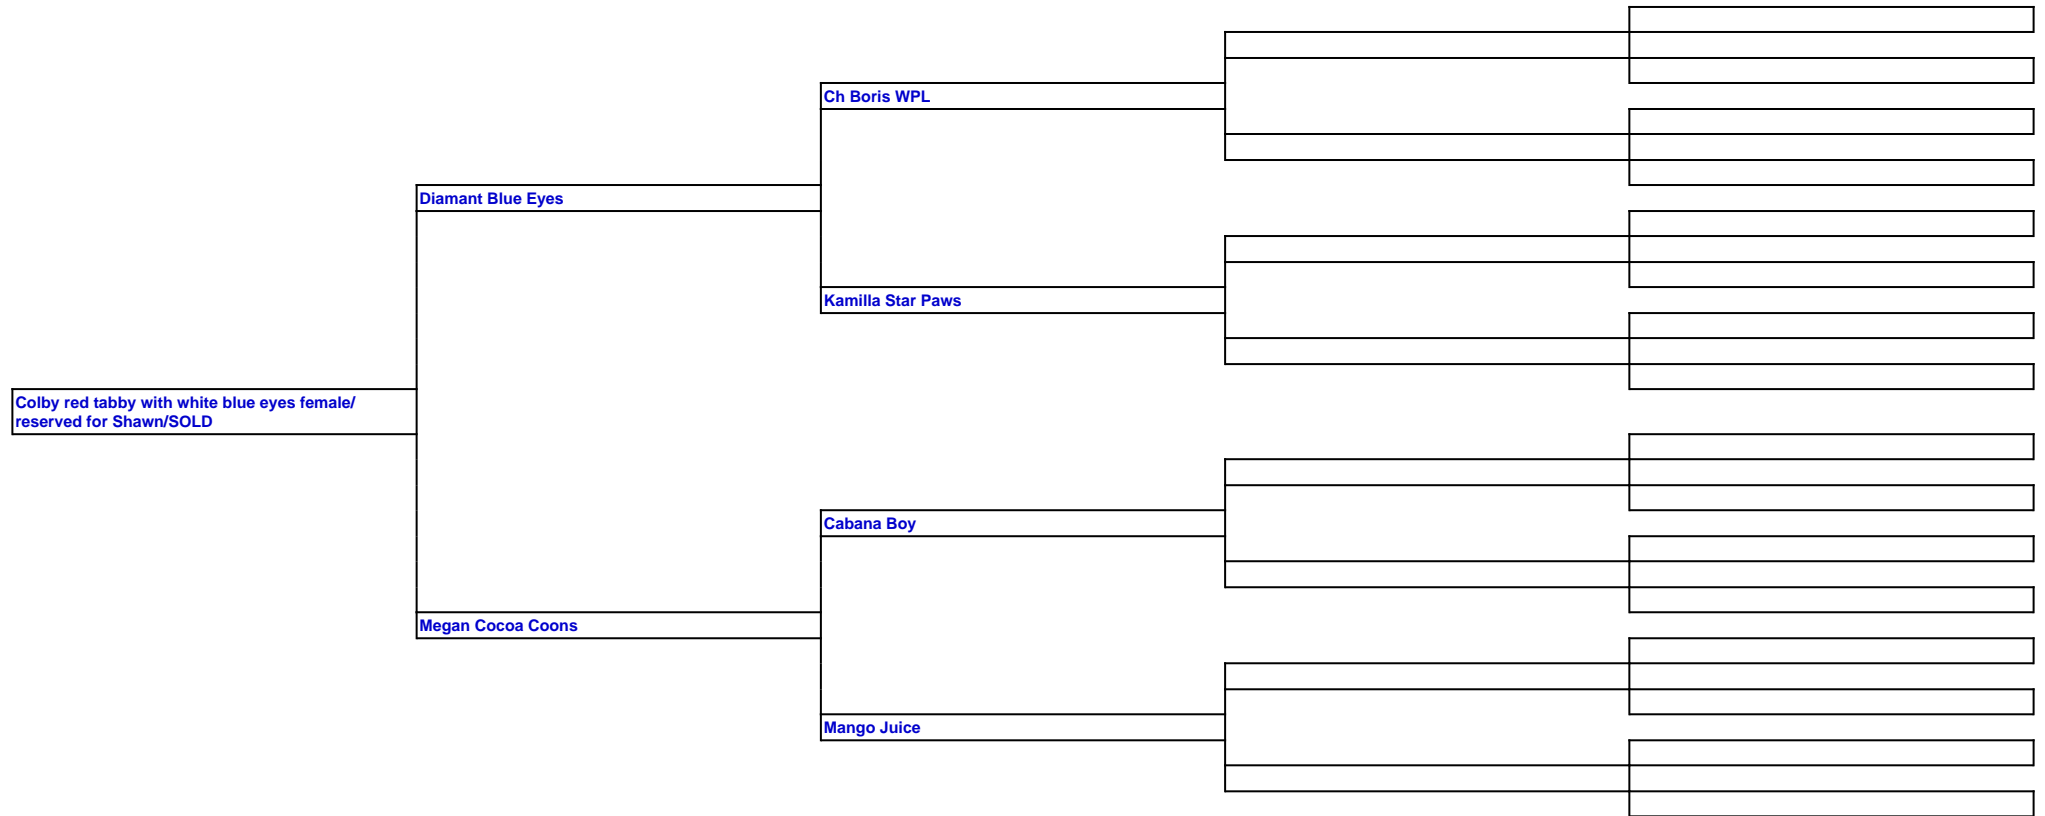 Ch Boris WPL
Diamant Blue Eyes
Kamilla Star Paws
Colby red tabby with white blue eyes female/
reserved for Shawn/SOLD
Cabana Boy
Megan Cocoa Coons
Mango Juice